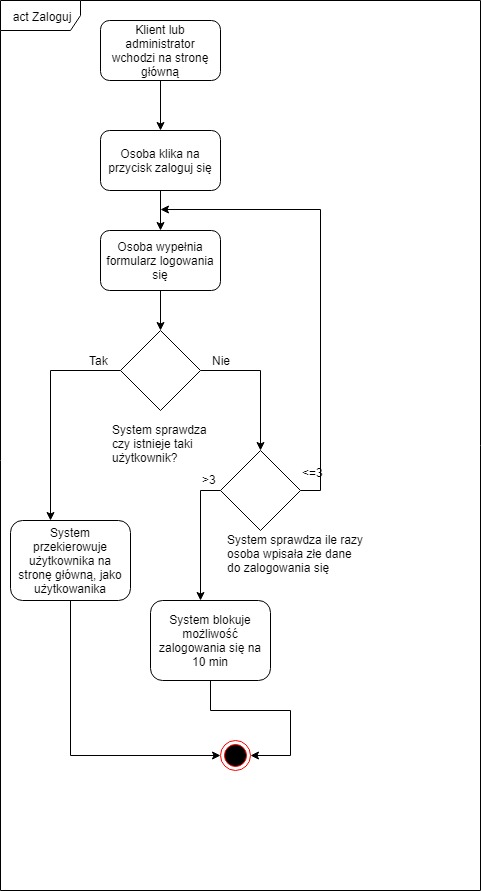 act Zaloguj
Klient lub
administrator
wchodzi na stronę
główną
Osoba klika na
przycisk zaloguj się
Osoba wypełnia
formularz logowania
się
Tak
Nie
System sprawdza
czy istnieje taki
użytkownik?
>3
<=3
System sprawdza ile razy
osoba wpisała złe dane
do zalogowania się
System
przekierowuje
użytkownika na
stronę główną, jako
użytkowanika
System blokuje
możliwość
zalogowania się na
10 min